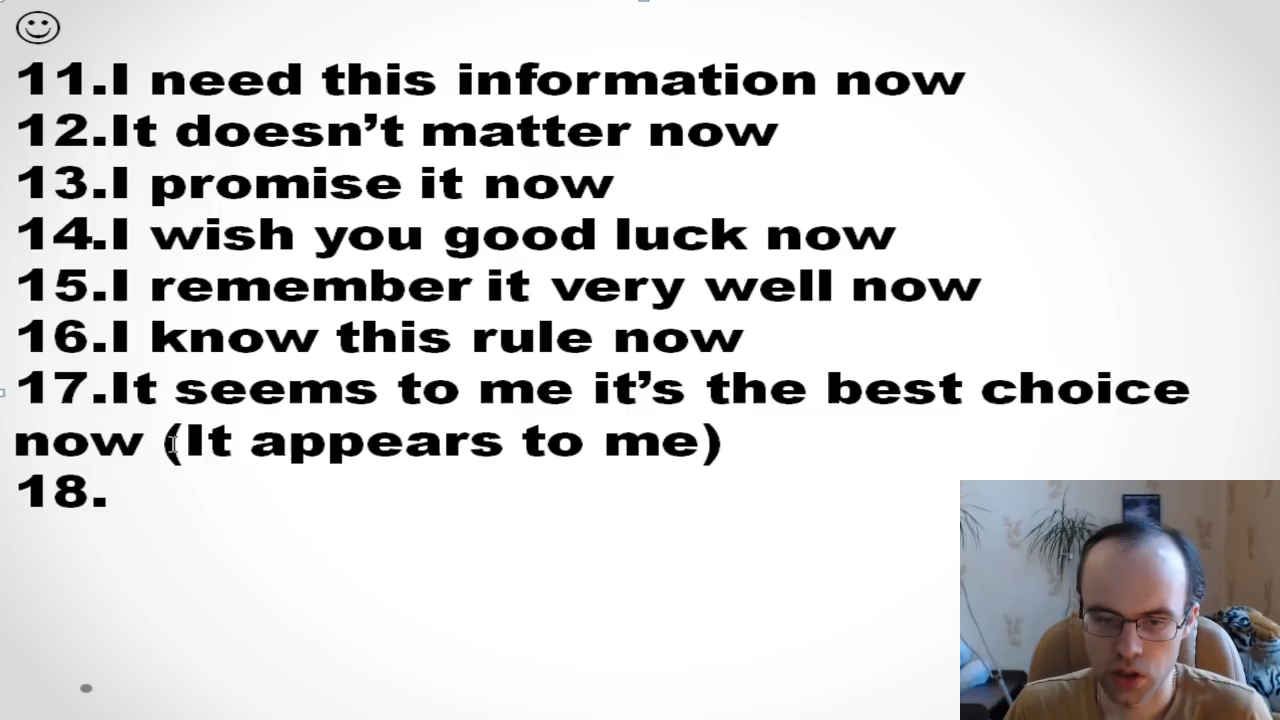 11.I need this information now
12.It doesn’t matter now
13.I promise it now
14.I wish you good luck now
15.I remember it very well now
16.I know this rule now
17.It seems to me it’s the best choice
now (It appears to me)
18.